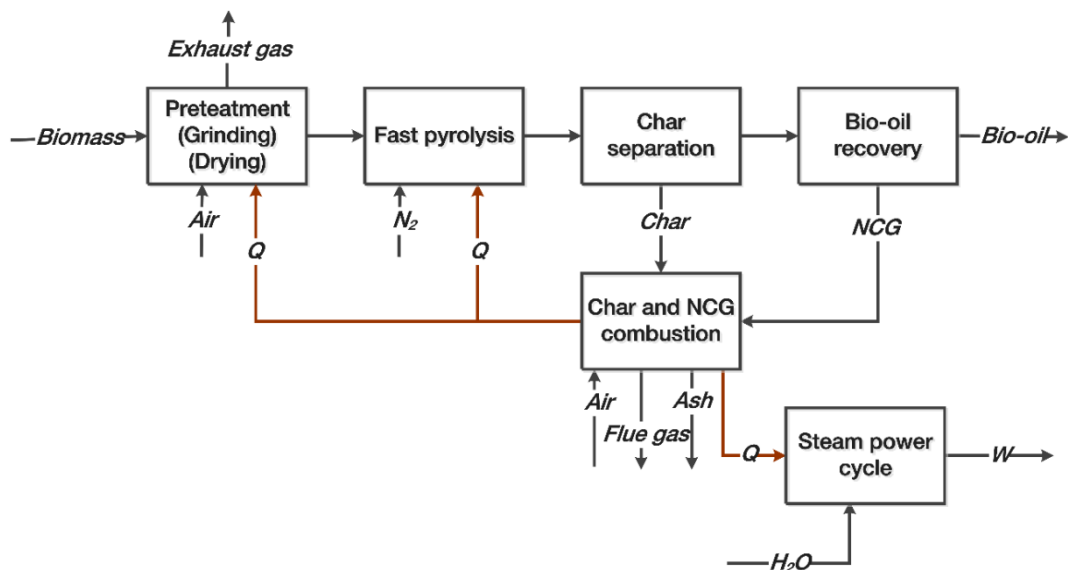 Exhaust gas
Biomass
Pretreatment
(Grinding)
(Drying)
Fast pyrolysis
Char
separation
Bio-oil
recovery
Bio-oil
Air
Q
N₂
Q
Char
NCG
Char and NCG
combustion
Air
Flue gas
Ash
Q
Steam power
cycle
W
H₂O